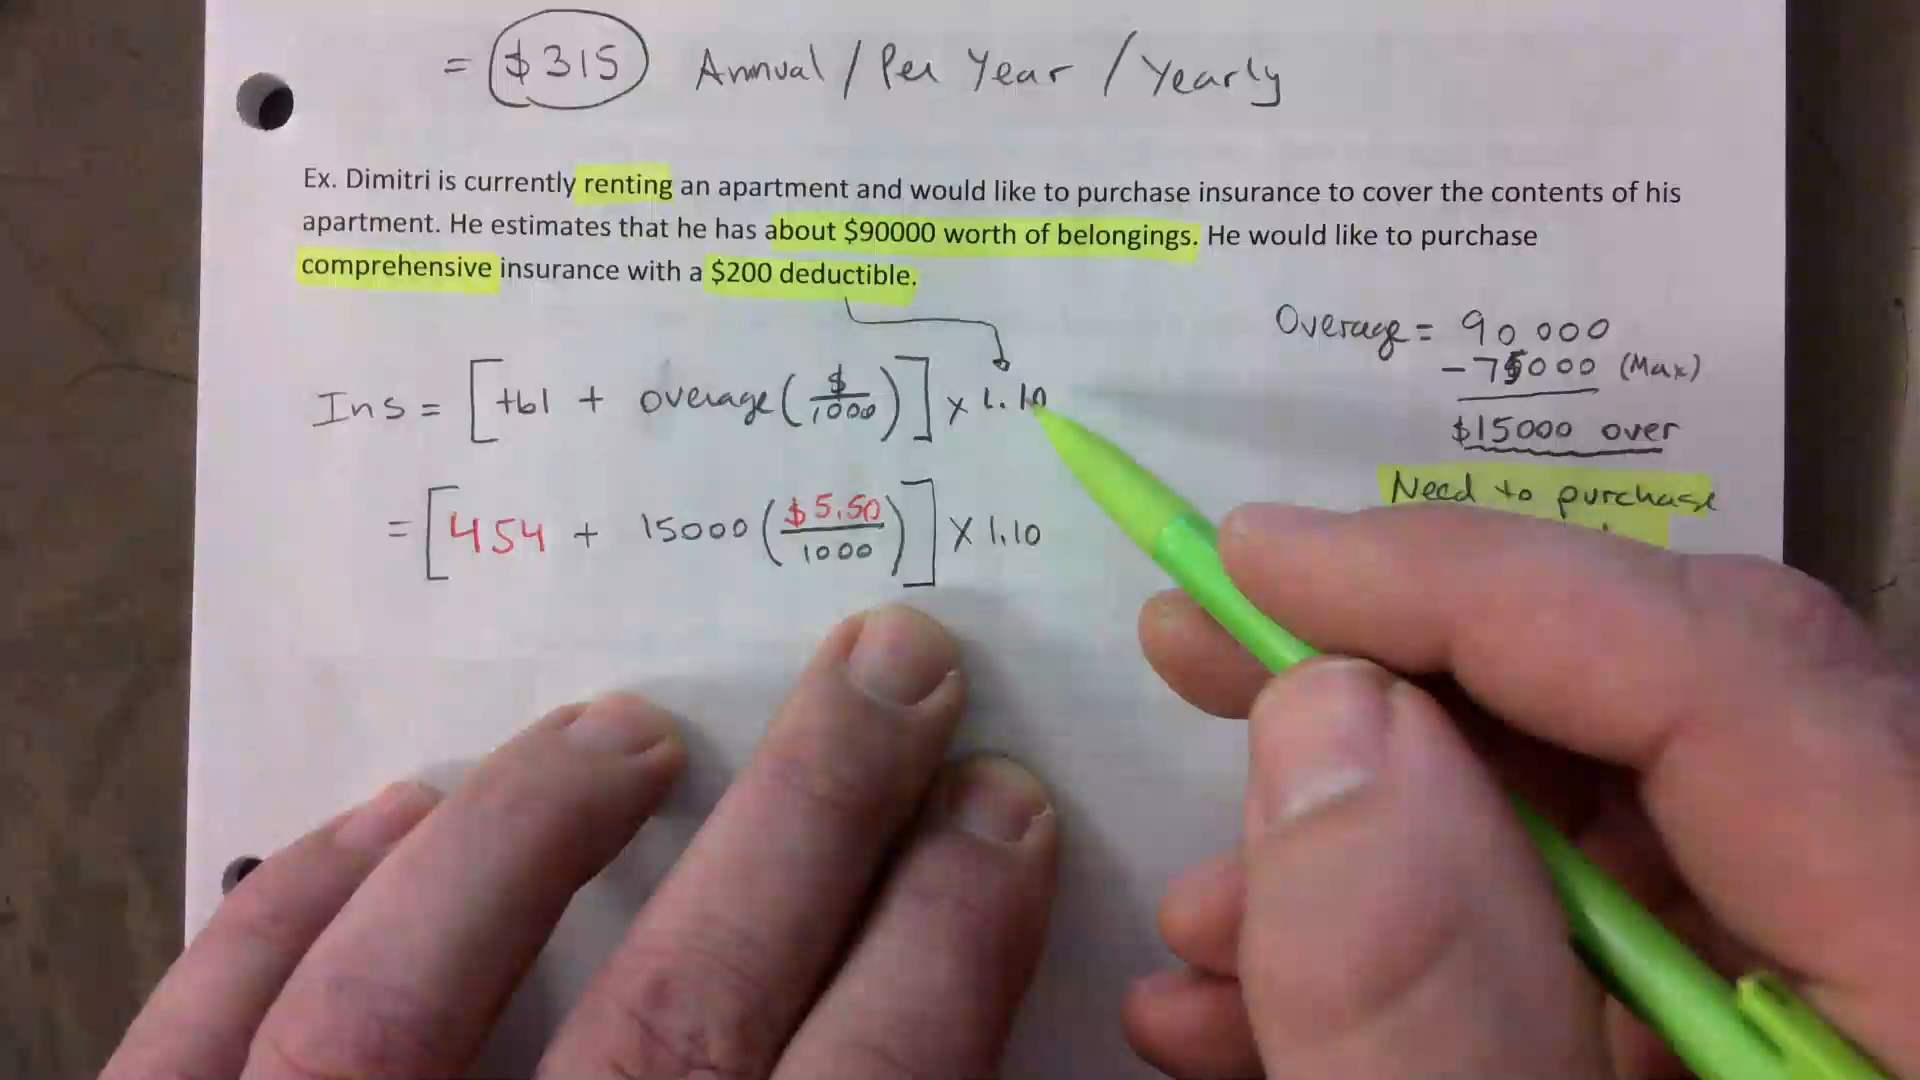 = $315 Annual / Per Year / Yearly
Ex. Dimitri is currently renting an apartment and would like to purchase insurance to cover the contents of his
apartment. He estimates that he has about $90000 worth of belongings. He would like to purchase
comprehensive insurance with a $200 deductible.
Overage = 90 000
- 75000 (Max)
$15000 over
Need to purchase
Ins = [tbl + overage($/1000)] x 1.10
= [454 + 15000($5.50/1000)] x 1.10